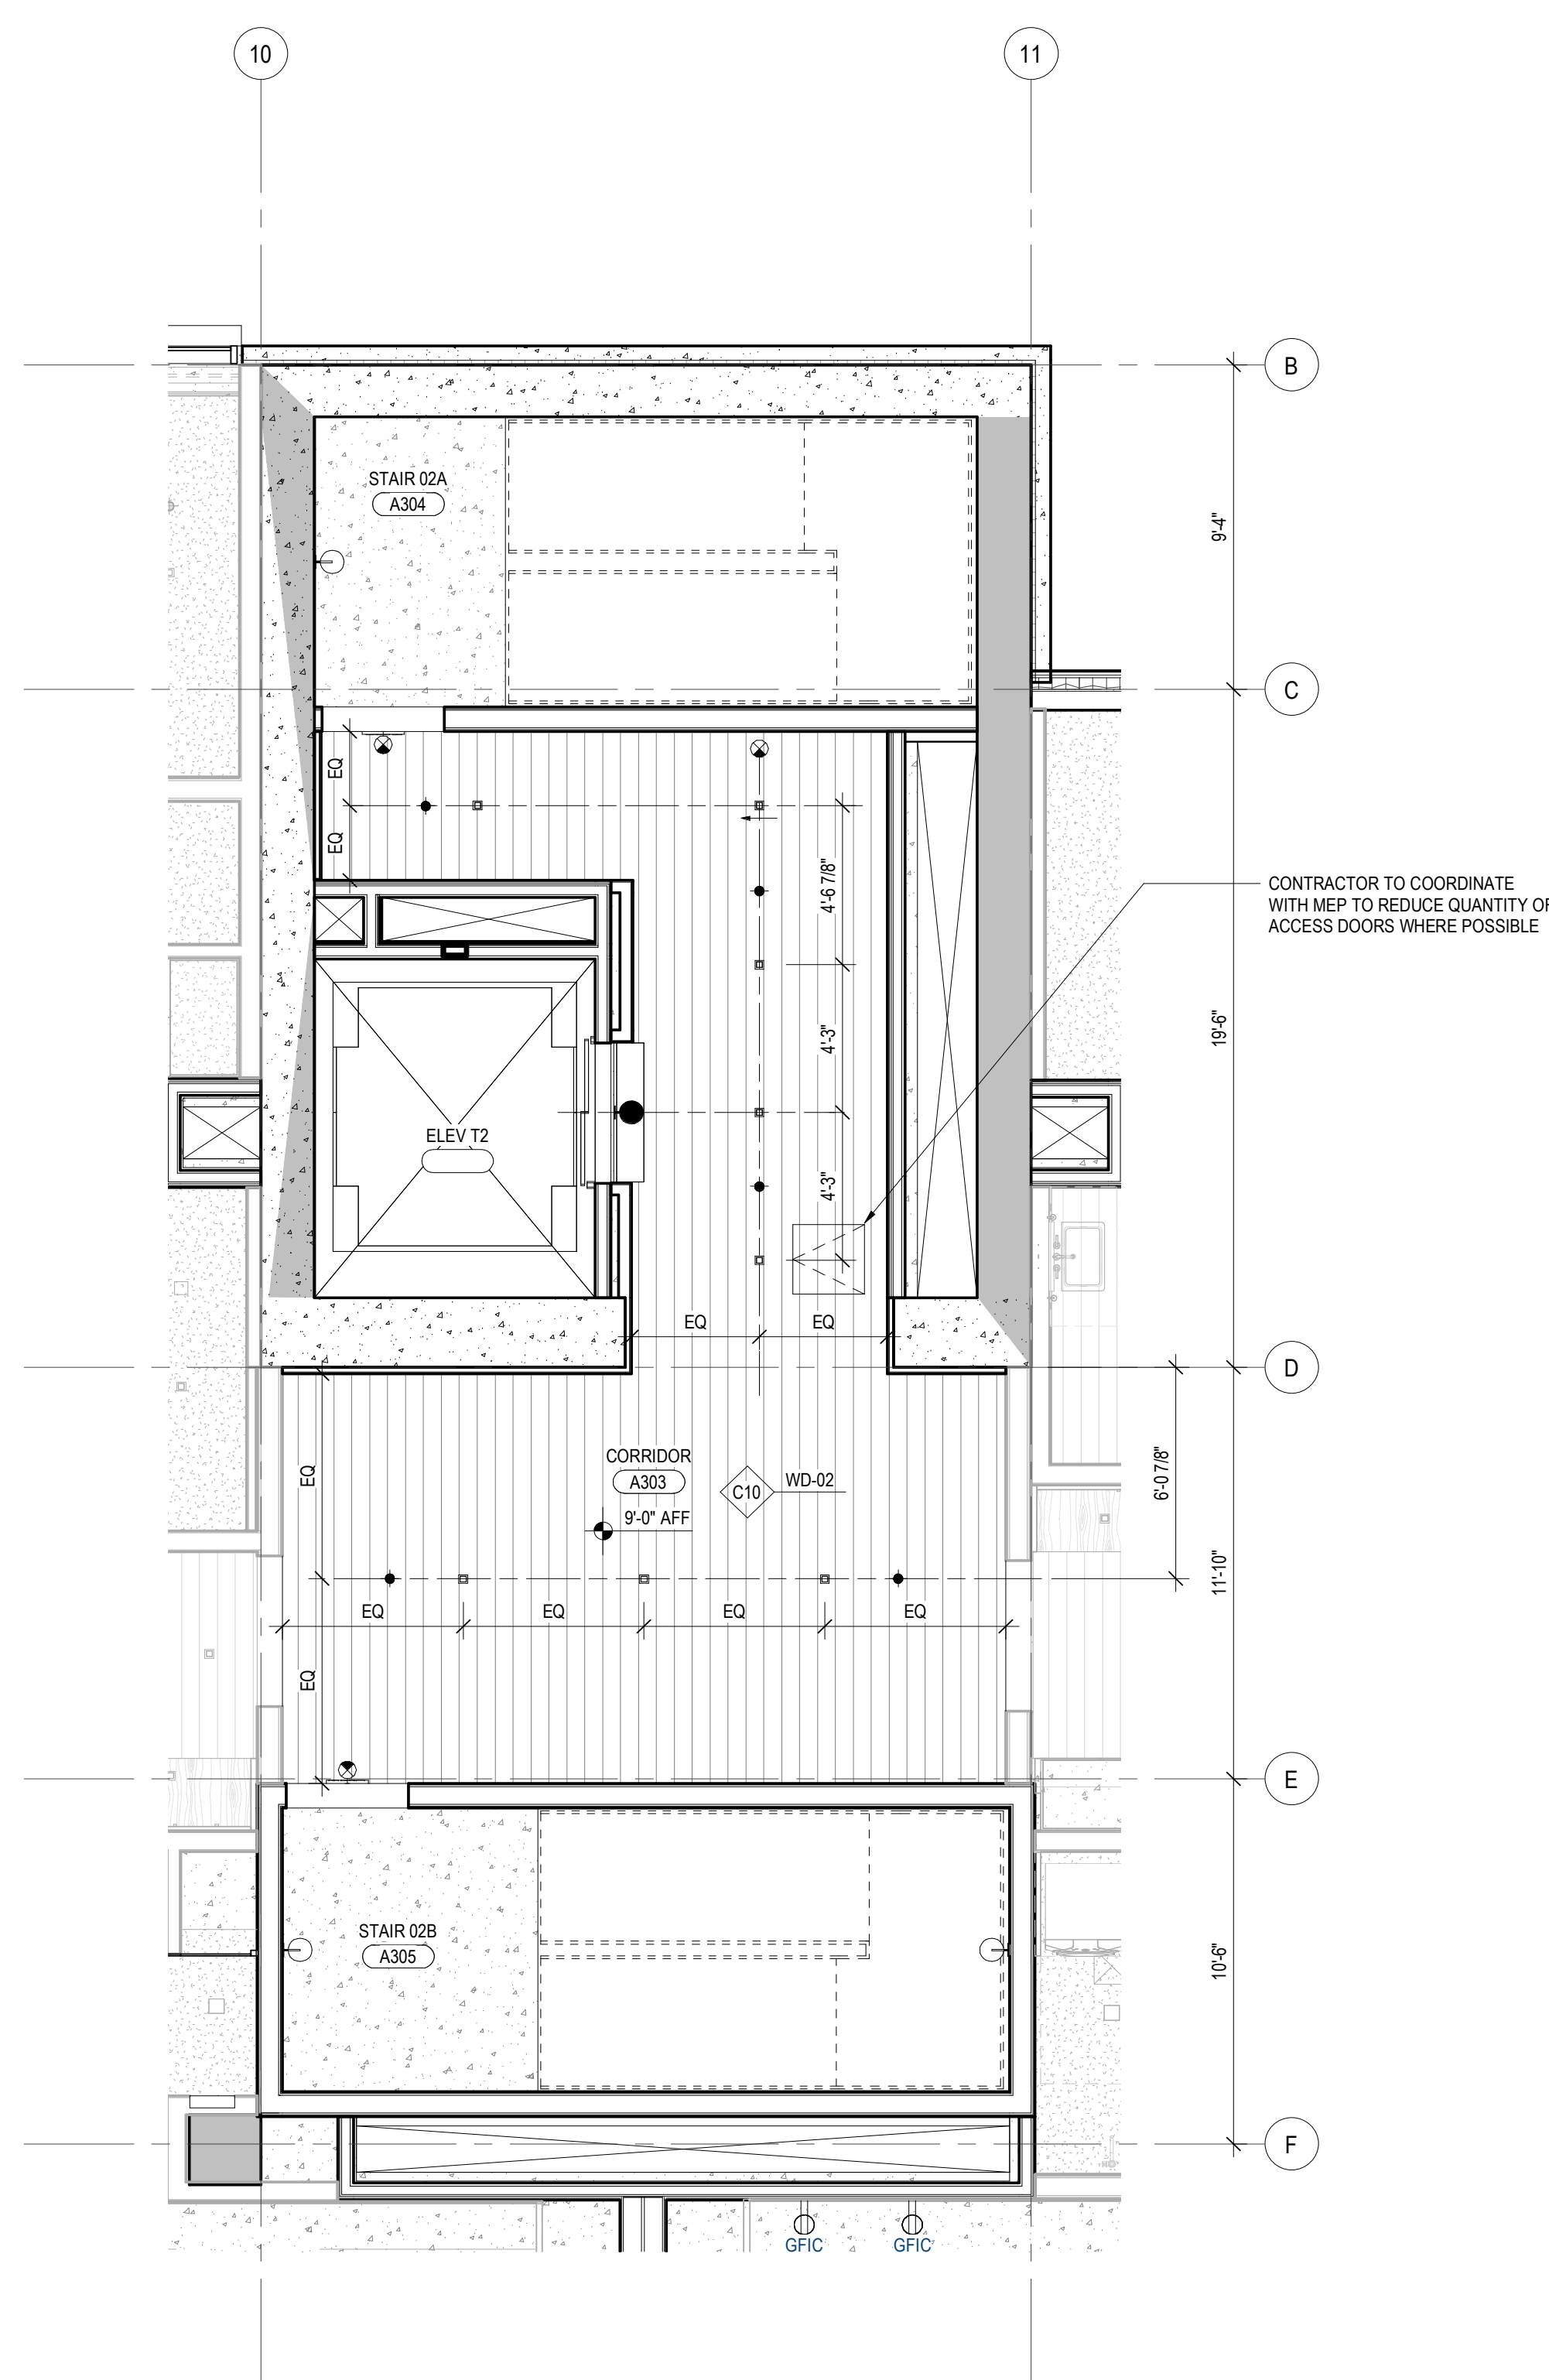 10
11
B
STAIR 02A
A304
9'-4"
C
EQ
EQ
4'-6 7/8"
CONTRACTOR TO COORDINATE
WITH MEP TO REDUCE QUANTITY OF
ACCESS DOORS WHERE POSSIBLE
4'-3"
19'-6"
ELEV T2
4'-3"
EQ
EQ
D
CORRIDOR
A303
C10
WD-02
9'-0" AFF
EQ
6'-0 7/8"
11'-10"
EQ
EQ
EQ
EQ
EQ
E
STAIR 02B
A305
10'-6"
F
GFIC
GFIC